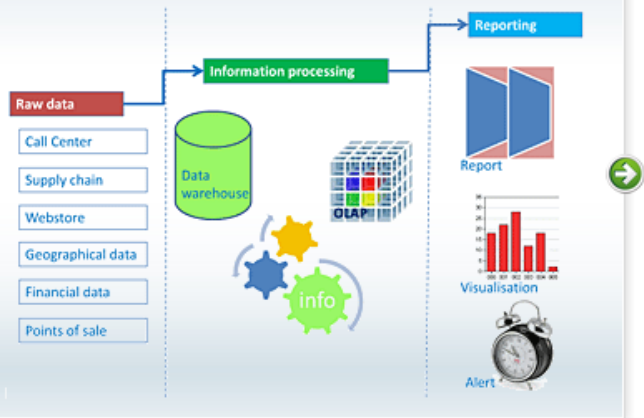 Reporting
Information processing
Raw data
Call Center
Supply chain
Webstore
Geographical data
Financial data
Points of sale
Data
warehouse
OLAP
info
Report
Visualisation
Alert